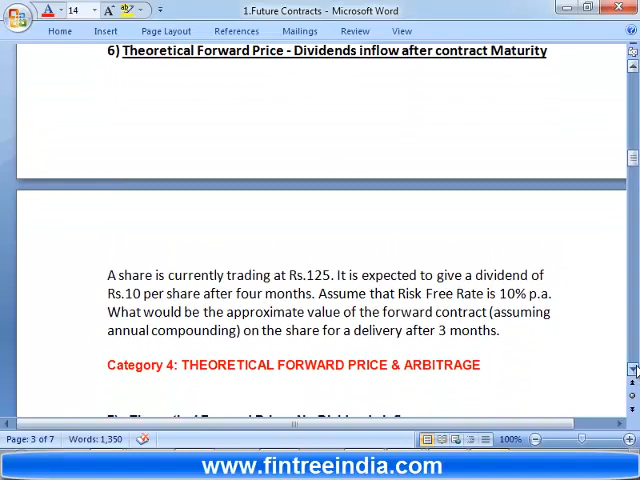 1.Future Contracts - Microsoft Word
14
Home Insert Page Layout References Mailings Review View
6) Theoretical Forward Price - Dividends inflow after contract Maturity
A share is currently trading at Rs.125. It is expected to give a dividend of
Rs.10 per share after four months. Assume that Risk Free Rate is 10% p.a.
What would be the approximate value of the forward contract (assuming
annual compounding) on the share for a delivery after 3 months.
Category 4: THEORETICAL FORWARD PRICE & ARBITRAGE
Page: 3 of 7 Words: 1,350 100%
www.fintreeindia.com